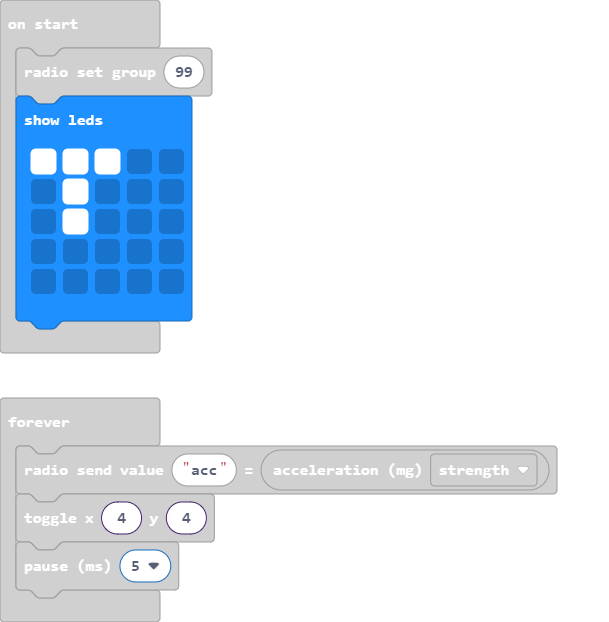 on start
radio set group 99
show leds
forever
radio send value "acc" = acceleration (mg) strength
toggle x 4 y 4
pause (ms) 5